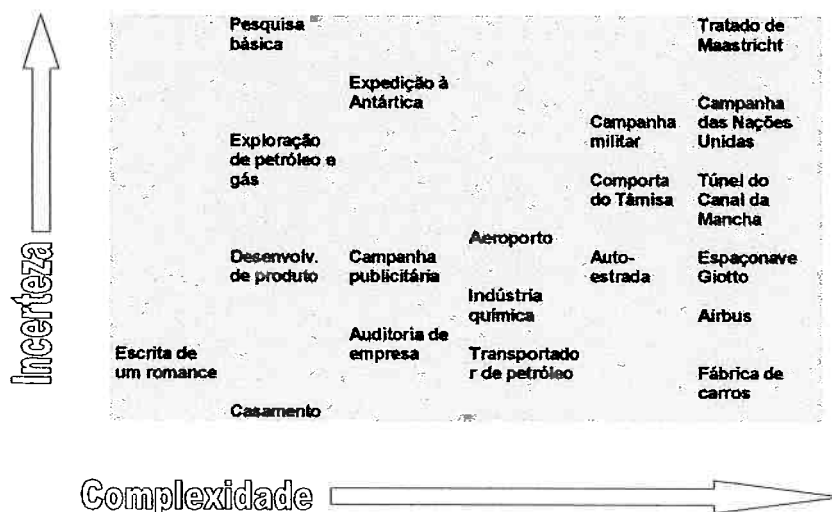 Pesquisa
básica
Tratado de
Maastricht
Expedição à
Antártica
Campanha
das Nações
Unidas
Campanha
militar
Exploração
de petróleo e
gás
Comporta
do Tâmisa
Túnel do
Canal da
Mancha
Aeroporto
Desenvolv.
de produto
Campanha
publicitária
Auto-
estrada
Espaçonave
Giotto
Indústria
química
Airbus
Auditoria de
empresa
Escrita de
um romance
Transportado
r de petróleo
Fábrica de
carros
Casamento
Incerteza
Complexidade